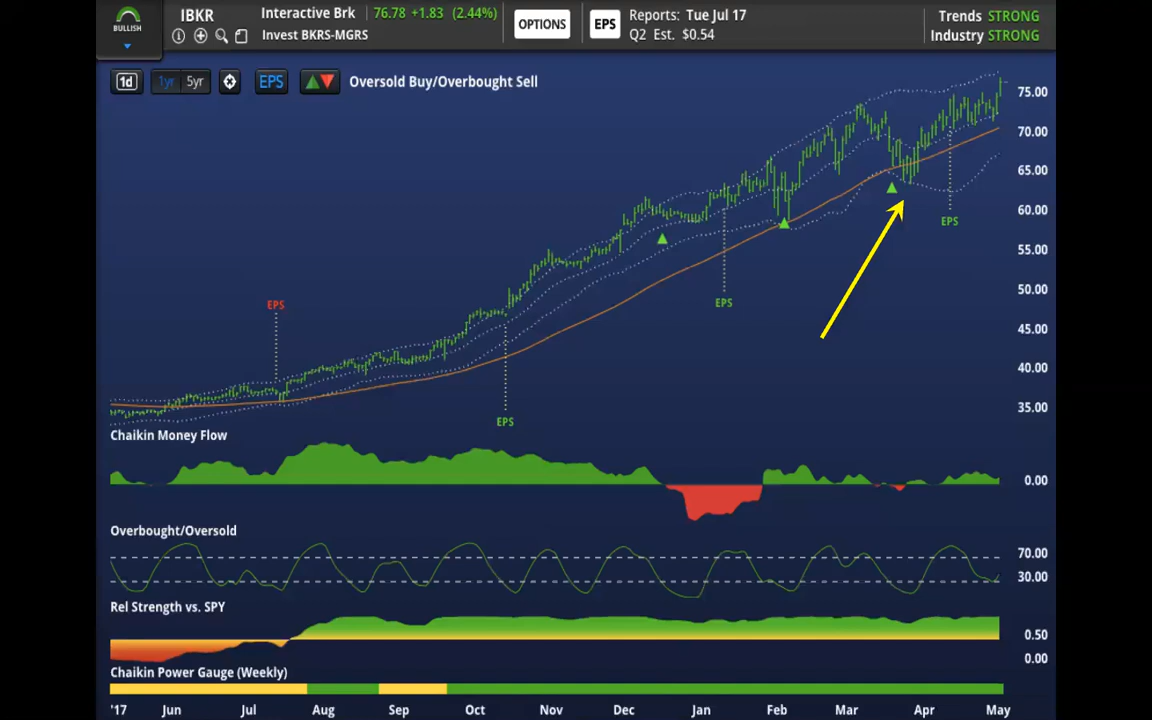 BULLISH
IBKR
Interactive Brk 76.78 +1.83 (2.44%)
Invest BKRS-MGRS
OPTIONS
EPS
Reports: Tue Jul 17
Q2 Est. $0.54
Trends STRONG
Industry STRONG
1d 1yr 5yr EPS Oversold Buy/Overbought Sell
75.00
70.00
65.00
60.00
EPS
55.00
50.00
EPS
EPS
45.00
40.00
35.00
EPS
Chaikin Money Flow
0.00
Overbought/Oversold
70.00
30.00
Rel Strength vs. SPY
0.50
0.00
Chaikin Power Gauge (Weekly)
'17 Jun Jul Aug Sep Oct Nov Dec Jan Feb Mar Apr May